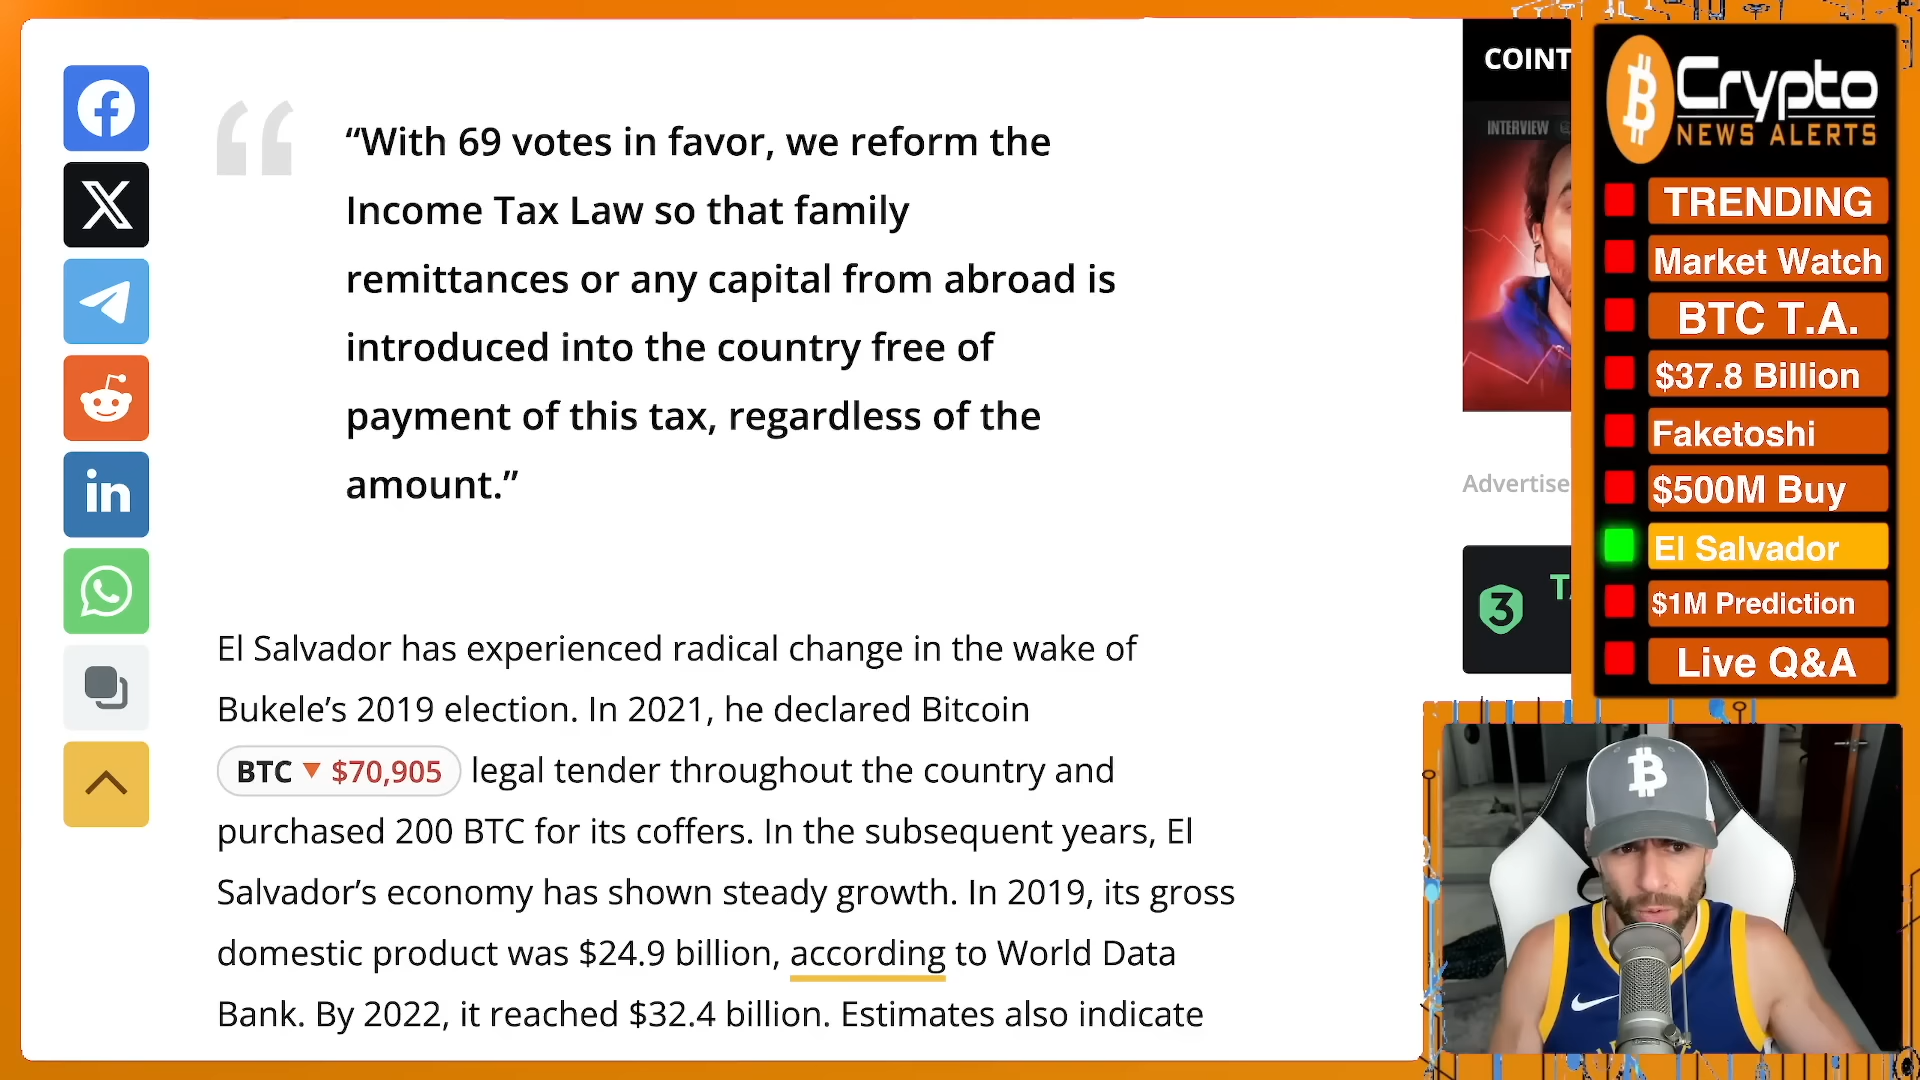 “With 69 votes in favor, we reform the
Income Tax Law so that family
remittances or any capital from abroad is
introduced into the country free of
payment of this tax, regardless of the
amount.”
El Salvador has experienced radical change in the wake of
Bukele’s 2019 election. In 2021, he declared Bitcoin
BTC ▼ $70,905 legal tender throughout the country and
purchased 200 BTC for its coffers. In the subsequent years, El
Salvador’s economy has shown steady growth. In 2019, its gross
domestic product was $24.9 billion, according to World Data
Bank. By 2022, it reached $32.4 billion. Estimates also indicate
COINT
INTERVIEW
Advertise
3
Crypto
NEWS ALERTS
TRENDING
Market Watch
BTC T.A.
$37.8 Billion
Faketoshi
$500M Buy
El Salvador
$1M Prediction
Live Q&A